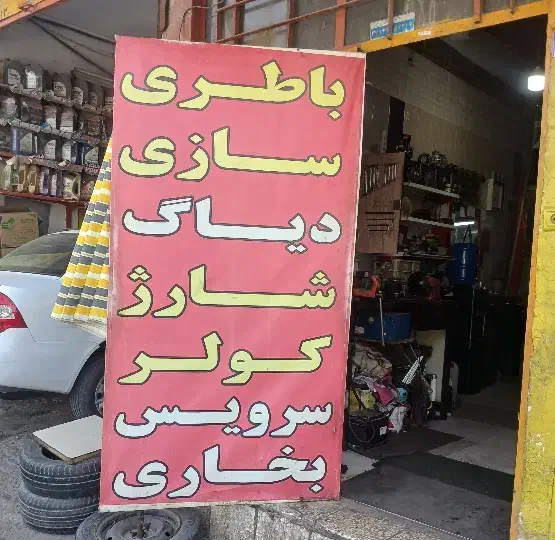 باطری
سازی
دیاگ
شارژ
کولر
سرویس
بخاری